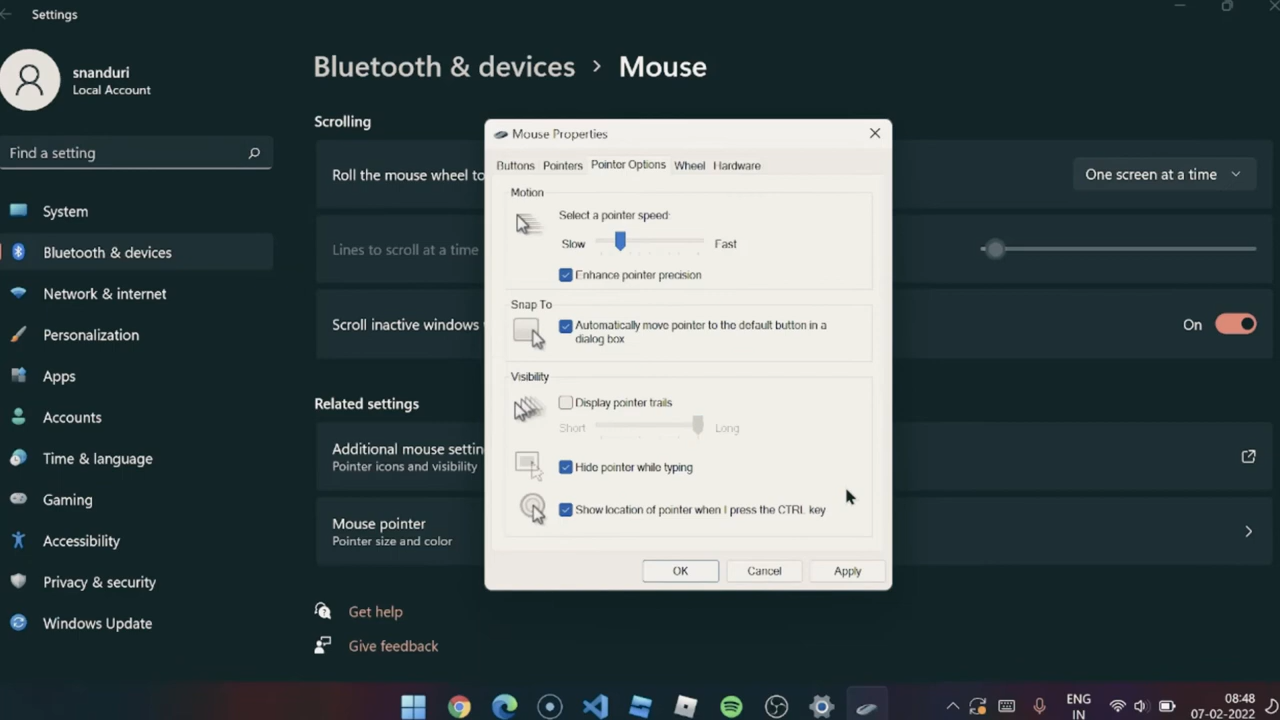 Settings
snanduri
Local Account
Find a setting
System
Bluetooth & devices
Network & internet
Personalization
Apps
Accounts
Time & language
Gaming
Accessibility
Privacy & security
Windows Update
Bluetooth & devices > Mouse
Scrolling
Roll the mouse wheel to
One screen at a time
Lines to scroll at a time
Scroll inactive windows
On
Related settings
Additional mouse settin
Pointer icons and visibility
Mouse pointer
Pointer size and color
Get help
Give feedback
Mouse Properties
Buttons Pointers Pointer Options Wheel Hardware
Motion
Select a pointer speed:
Slow Fast
Enhance pointer precision
Snap To
Automatically move pointer to the default button in a
dialog box
Visibility
Display pointer trails
Short Long
Hide pointer while typing
Show location of pointer when I press the CTRL key
OK Cancel Apply
ENG
IN
08:48
07-02-2022